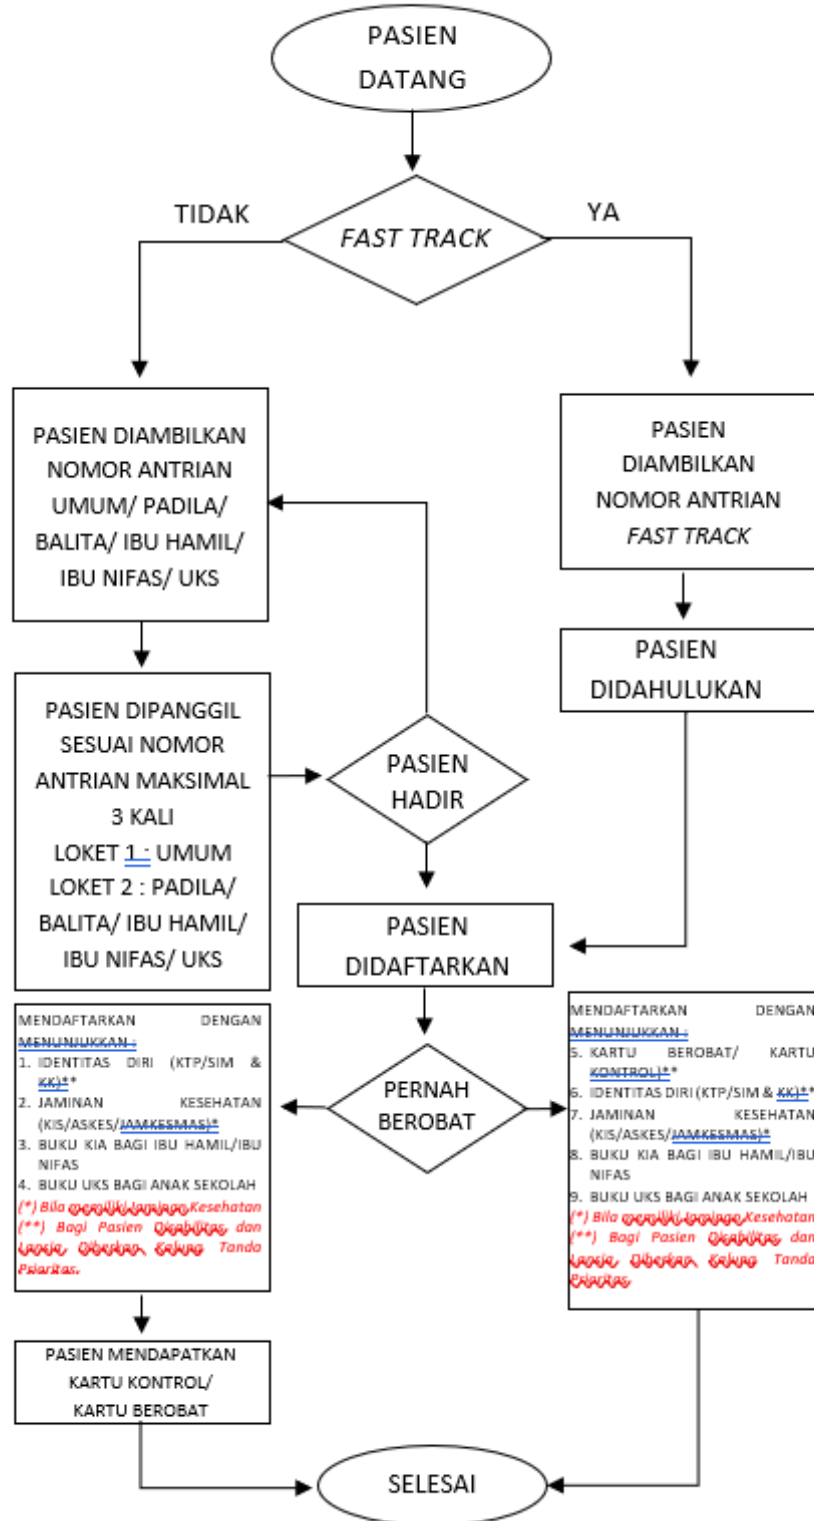 PASIEN
DATANG
TIDAK
FAST TRACK
YA
PASIEN DIAMBILKAN
NOMOR ANTRIAN
UMUM/ PADILA/
BALITA/ IBU HAMIL/
IBU NIFAS/ UKS
PASIEN
DIAMBILKAN
NOMOR ANTRIAN
FAST TRACK
PASIEN
DIDAHULUKAN
PASIEN DIPANGGIL
SESUAI NOMOR
ANTRIAN MAKSIMAL
3 KALI
LOKET 1 : UMUM
LOKET 2 : PADILA/
BALITA/ IBU HAMIL/
IBU NIFAS/ UKS
PASIEN
HADIR
PASIEN
DIDAFTARKAN
PERNAH
BEROBAT
MENDAFTARKAN DENGAN
MENUNJUKKAN :
1. IDENTITAS DIRI (KTP/SIM &
KK)**
2. JAMINAN KESEHATAN
(KIS/ASKES/JAMKESMAS)*
3. BUKU KIA BAGI IBU HAMIL/IBU
NIFAS
4. BUKU UKS BAGI ANAK SEKOLAH
(*) Bila memiliki Jaminan Kesehatan
(**) Bagi Pasien Disabilitas dan
Lansia Diberikan Kalung Tanda
Prioritas.
MENDAFTARKAN DENGAN
MENUNJUKKAN :
5. KARTU BEROBAT/ KARTU
KONTROL)**
6. IDENTITAS DIRI (KTP/SIM & KK)**
7. JAMINAN KESEHATAN
(KIS/ASKES/JAMKESMAS)*
8. BUKU KIA BAGI IBU HAMIL/IBU
NIFAS
9. BUKU UKS BAGI ANAK SEKOLAH
(*) Bila memiliki Jaminan Kesehatan
(**) Bagi Pasien Disabilitas dan
Lansia Diberikan Kalung Tanda
Prioritas
PASIEN MENDAPATKAN
KARTU KONTROL/
KARTU BEROBAT
SELESAI